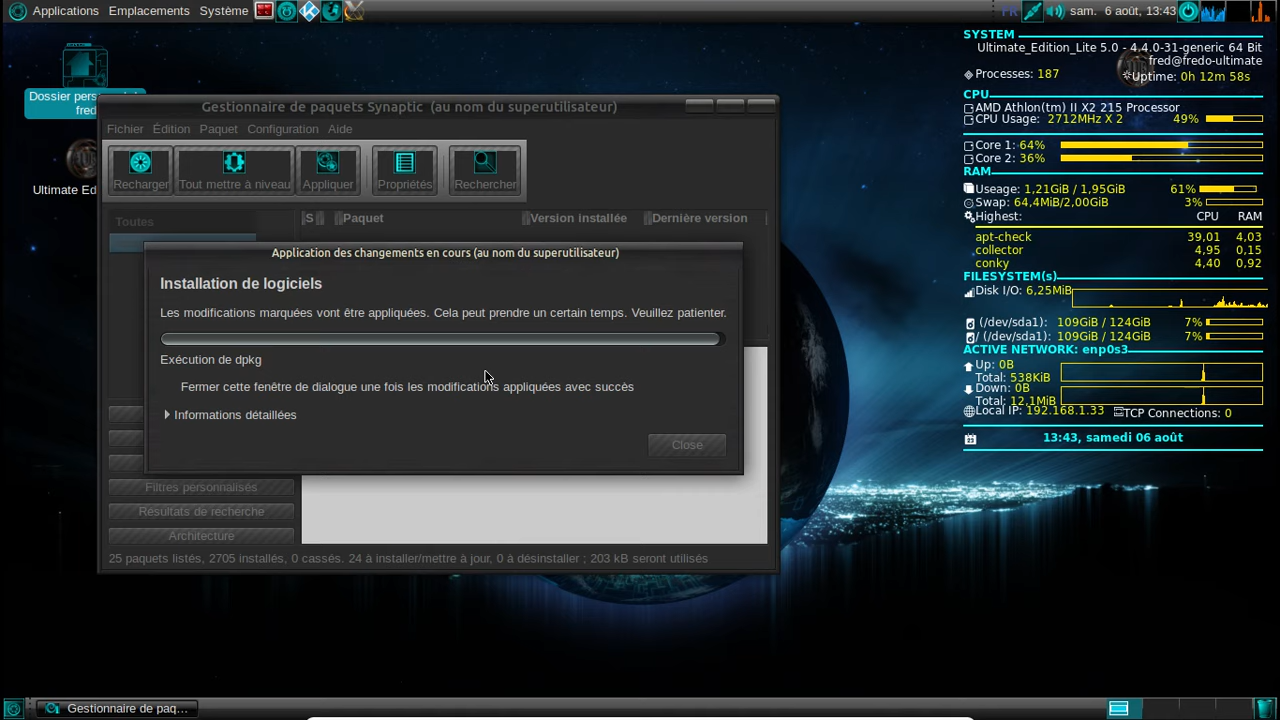 Applications Emplacements Système
FR sam. 6 août, 13:43
Dossier pers
fred
Ultimate Ed
Gestionnaire de paquets Synaptic (au nom du superutilisateur)
Fichier Édition Paquet Configuration Aide
Recharger Tout mettre à niveau Appliquer Propriétés Rechercher
Toutes
S Paquet Version installée Dernière version
Application des changements en cours (au nom du superutilisateur)
Installation de logiciels
Les modifications marquées vont être appliquées. Cela peut prendre un certain temps. Veuillez patienter.
Exécution de dpkg
Fermer cette fenêtre de dialogue une fois les modifications appliquées avec succès
Informations détaillées
Close
Filtres personnalisés
Résultats de recherche
Architecture
25 paquets listés, 2705 installés, 0 cassés. 24 à installer/mettre à jour, 0 à désinstaller ; 203 kB seront utilisés
SYSTEM
Ultimate_Edition_Lite 5.0 - 4.4.0-31-generic 64 Bit
fred@fredo-ultimate
Processes: 187 Uptime: 0h 12m 58s
CPU
AMD Athlon(tm) II X2 215 Processor
CPU Usage: 2712MHz X 2 49%
Core 1: 64%
Core 2: 36%
RAM
Useage: 1,21GiB / 1,95GiB 61%
Swap: 64,4MiB/2,00GiB 3%
Highest: CPU RAM
apt-check 39,01 4,03
collector 4,95 0,15
conky 4,40 0,92
FILESYSTEM(s)
Disk I/O: 6,25MiB
(/dev/sda1): 109GiB / 124GiB 7%
/ (/dev/sda1): 109GiB / 124GiB 7%
ACTIVE NETWORK: enp0s3
Up: 0B
Total: 538KiB
Down: 0B
Total: 12,1MiB
Local IP: 192.168.1.33 TCP Connections: 0
13:43, samedi 06 août
Gestionnaire de paq...